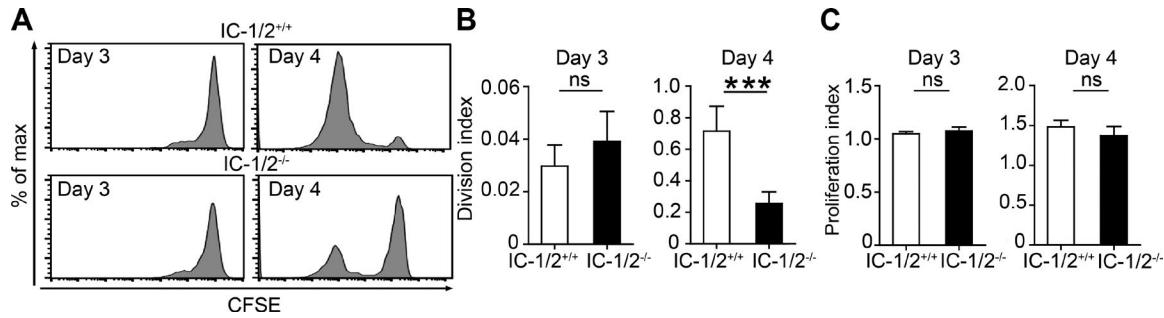 A
IC-1/2+/+
Day 3
Day 4
IC-1/2-/-
Day 3
Day 4
% of max
CFSE
B
Day 3
ns
0.06
0.04
0.02
0
Division index
IC-1/2+/+ IC-1/2-/-
Day 4
***
1.0
0.8
0.6
0.4
0.2
0
IC-1/2+/+ IC-1/2-/-
C
Day 3
ns
1.5
1.0
0.5
0
Proliferation index
IC-1/2+/+ IC-1/2-/-
Day 4
ns
2.0
1.5
1.0
0.5
0
IC-1/2+/+ IC-1/2-/-